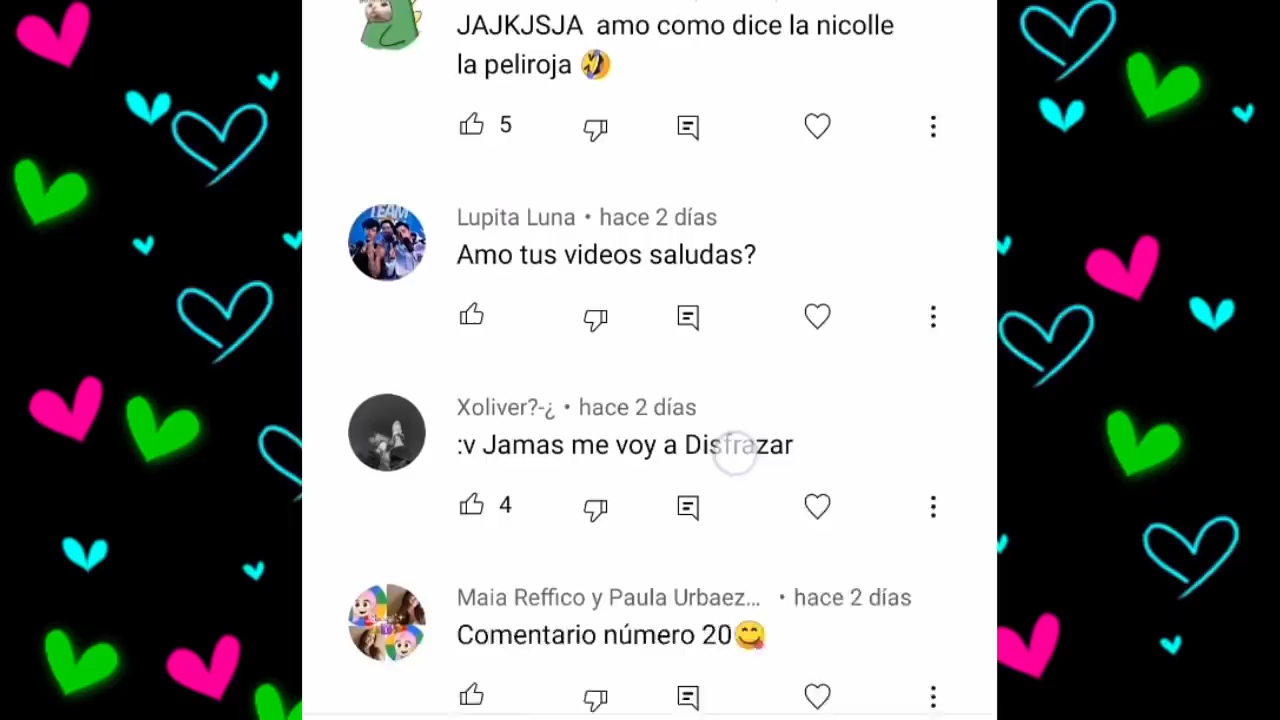 JAJKJSJA amo como dice la nicolle
la peliroja 🤣
5
TEAM
Lupita Luna • hace 2 días
Amo tus videos saludas?
Xoliver?-¿ • hace 2 días
:v Jamas me voy a Disfrazar
4
Maia Reffico y Paula Urbaez... • hace 2 días
Comentario número 20😋